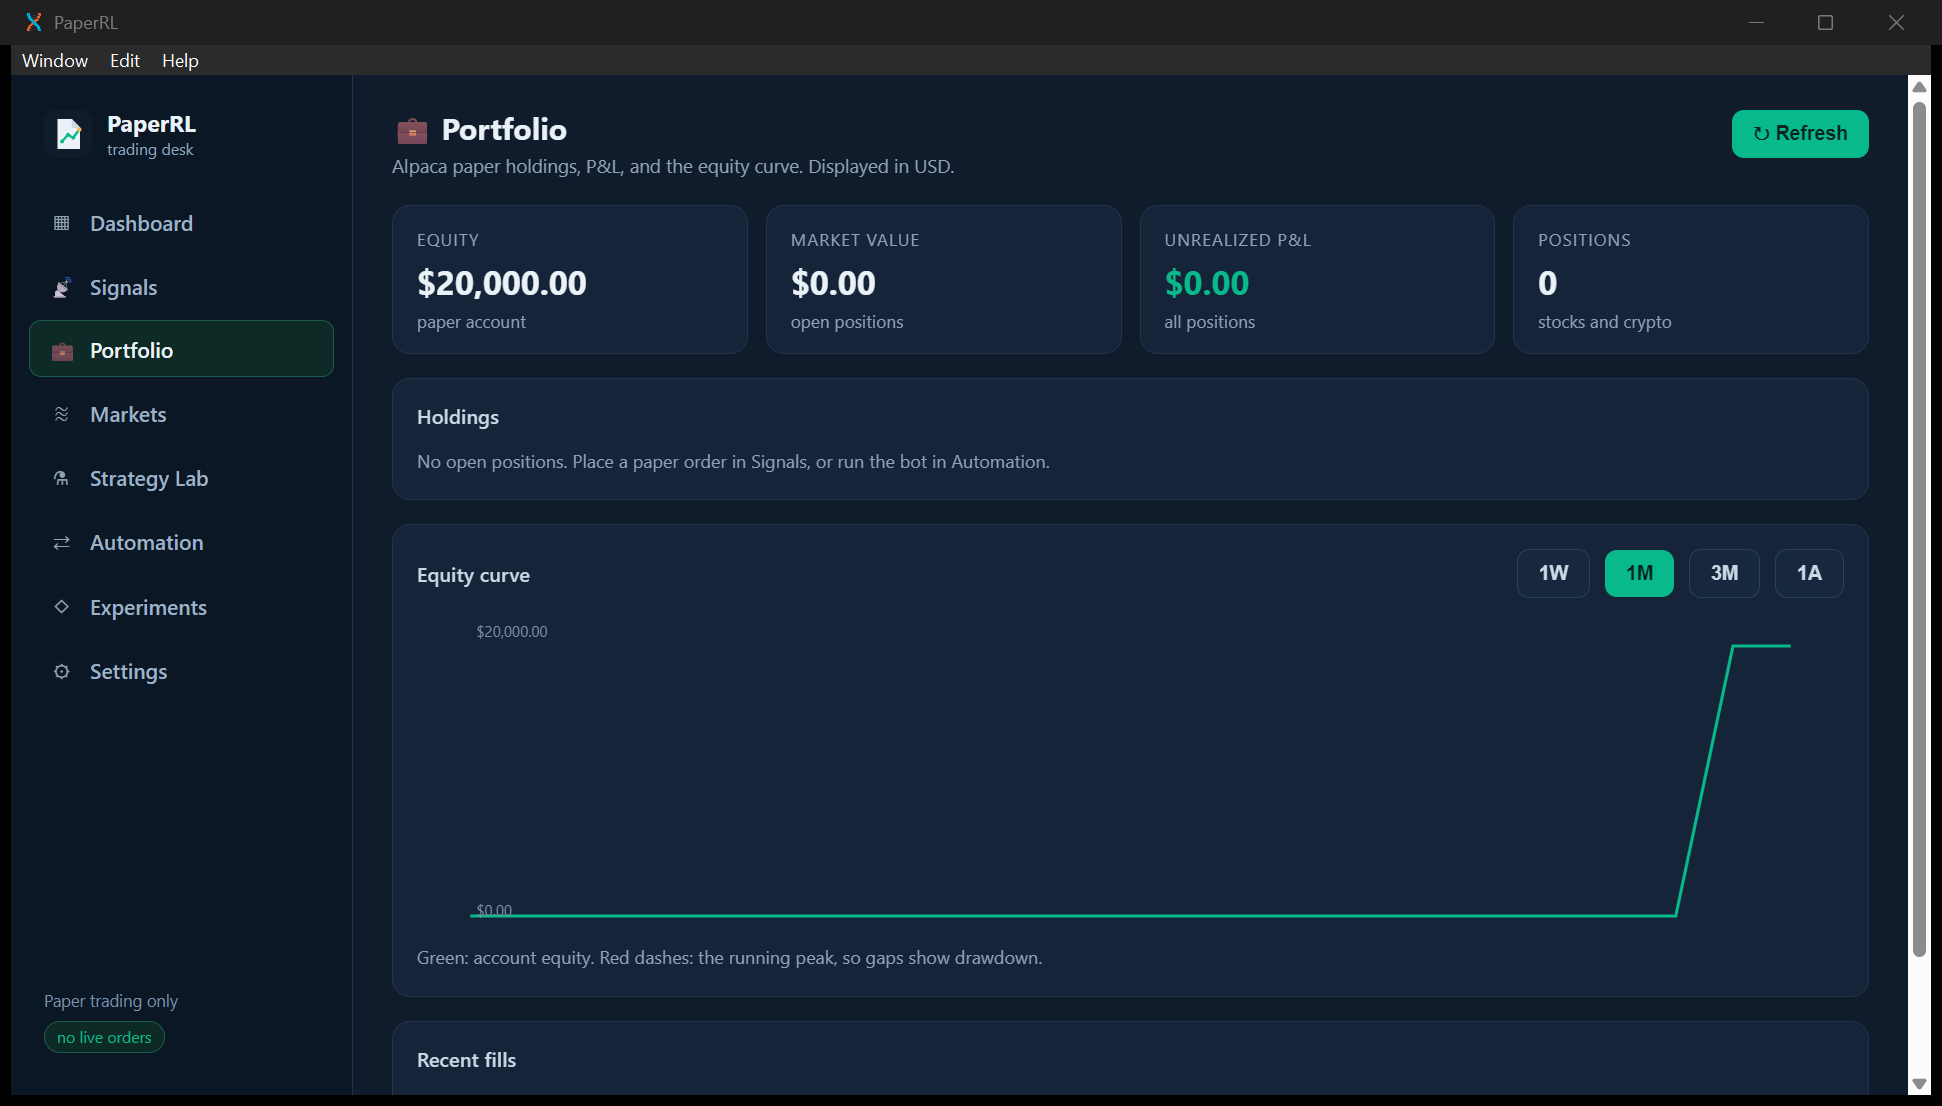 PaperRL
Window Edit Help
PaperRL
trading desk
Dashboard
Signals
Portfolio
Markets
Strategy Lab
Automation
Experiments
Settings
Paper trading only
no live orders
Portfolio
Alpaca paper holdings, P&L, and the equity curve. Displayed in USD.
↻ Refresh
EQUITY
$20,000.00
paper account
MARKET VALUE
$0.00
open positions
UNREALIZED P&L
$0.00
all positions
POSITIONS
0
stocks and crypto
Holdings
No open positions. Place a paper order in Signals, or run the bot in Automation.
Equity curve
1W 1M 3M 1A
$20,000.00
$0.00
Green: account equity. Red dashes: the running peak, so gaps show drawdown.
Recent fills